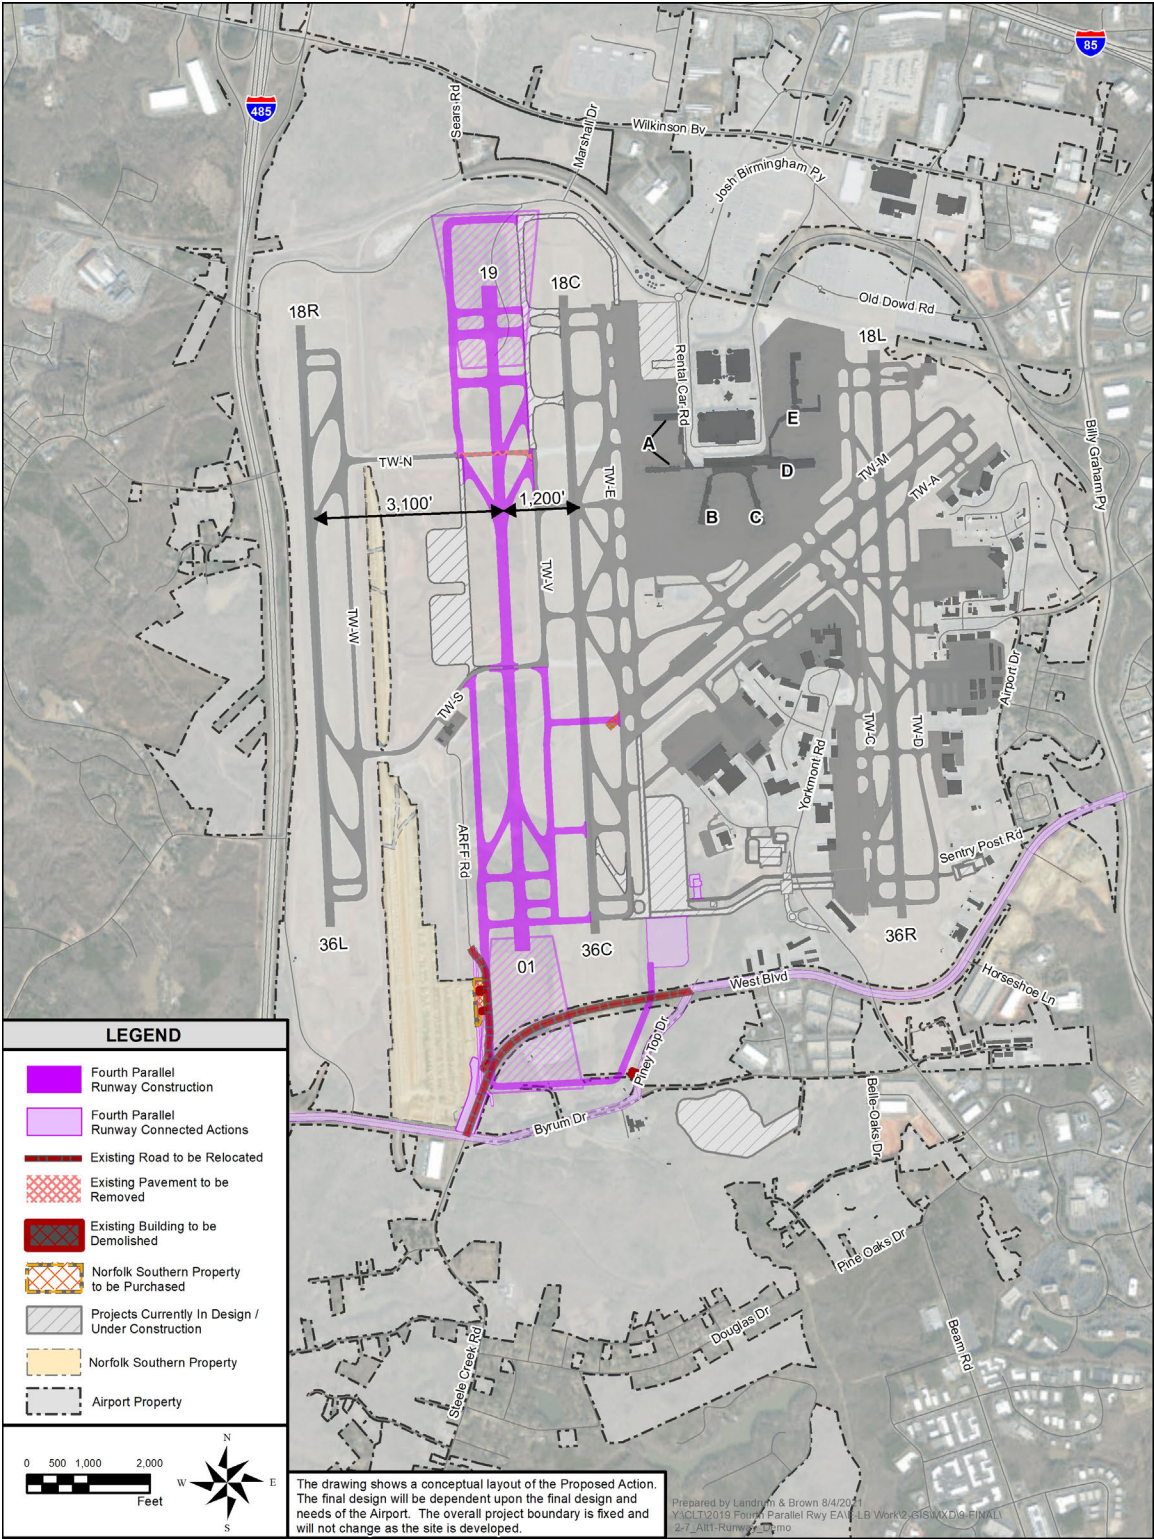 85
485
Sears Rd
Marshall Dr
Wilkinson Bv
Josh Birmingham Py
Old Dowd Rd
19
18C
18R
18L
Rental Car Rd
Billy Graham Py
A
E
D
B
C
TW-N
TW-E
TW-M
TW-A
3,100'
1,200'
TW-V
TW-W
TW-S
Airport Dr
TW-C
TW-D
Yorkmont Rd
ARFF Rd
Sentry Post Rd
36L
01
36C
36R
West Blvd
Horseshoe Ln
Piney Top Dr
Byrum Dr
Belle-Oaks Dr
Pine Oaks Dr
Douglas Dr
Beam Rd
Steele Creek Rd
LEGEND
Fourth Parallel
Runway Construction
Fourth Parallel
Runway Connected Actions
Existing Road to be Relocated
Existing Pavement to be
Removed
Existing Building to be
Demolished
Norfolk Southern Property
to be Purchased
Projects Currently In Design /
Under Construction
Norfolk Southern Property
Airport Property
0 500 1,000 2,000
Feet
N
W E
S
The drawing shows a conceptual layout of the Proposed Action.
The final design will be dependent upon the final design and
needs of the Airport. The overall project boundary is fixed and
will not change as the site is developed.
Prepared by Landrum & Brown 8/4/2021
Y:\CLT\2019 Fourth Parallel Rwy EA\